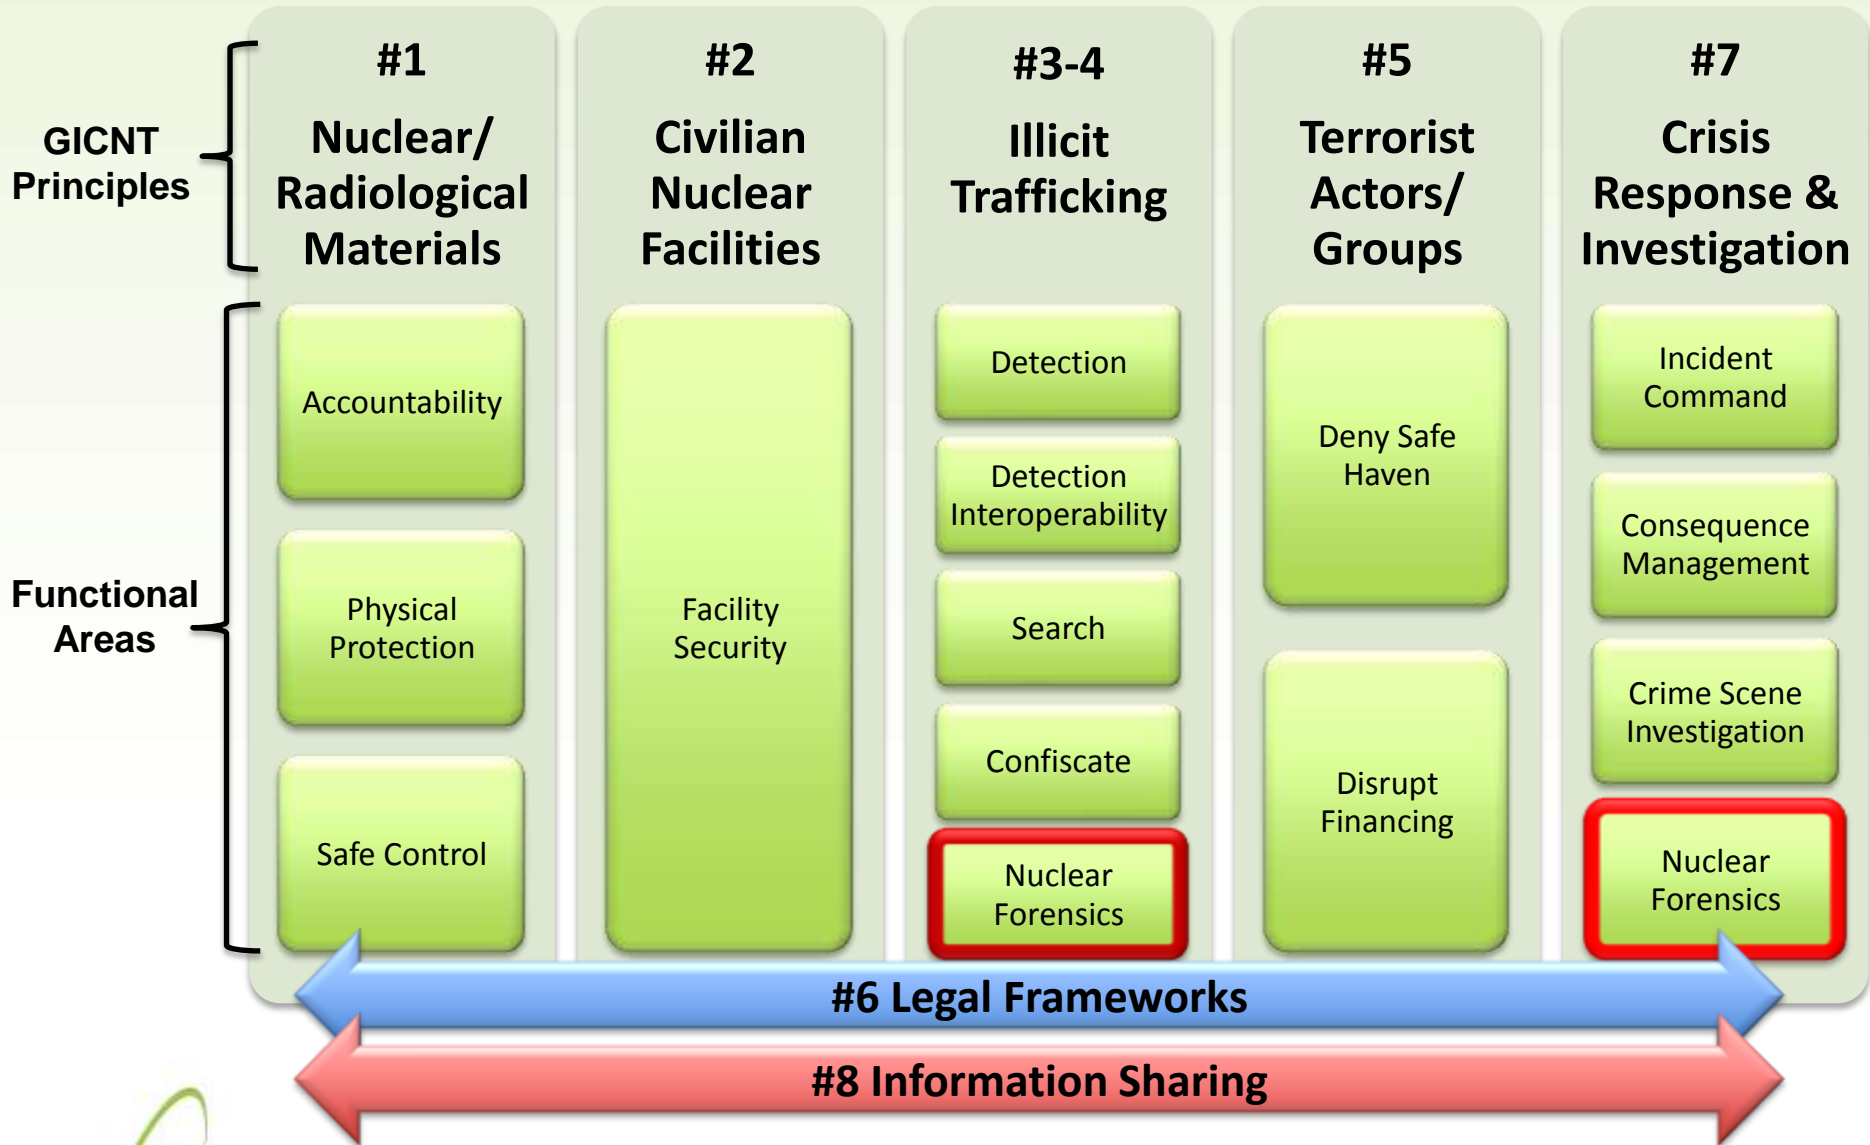 GICNT
Principles
#1
Nuclear/
Radiological
Materials
#2
Civilian
Nuclear
Facilities
#3-4
Illicit
Trafficking
#5
Terrorist
Actors/
Groups
#7
Crisis
Response &
Investigation
Functional
Areas
Accountability
Physical
Protection
Safe Control
Facility
Security
Detection
Detection
Interoperability
Search
Confiscate
Nuclear
Forensics
Deny Safe
Haven
Disrupt
Financing
Incident
Command
Consequence
Management
Crime Scene
Investigation
Nuclear
Forensics
#6 Legal Frameworks
#8 Information Sharing